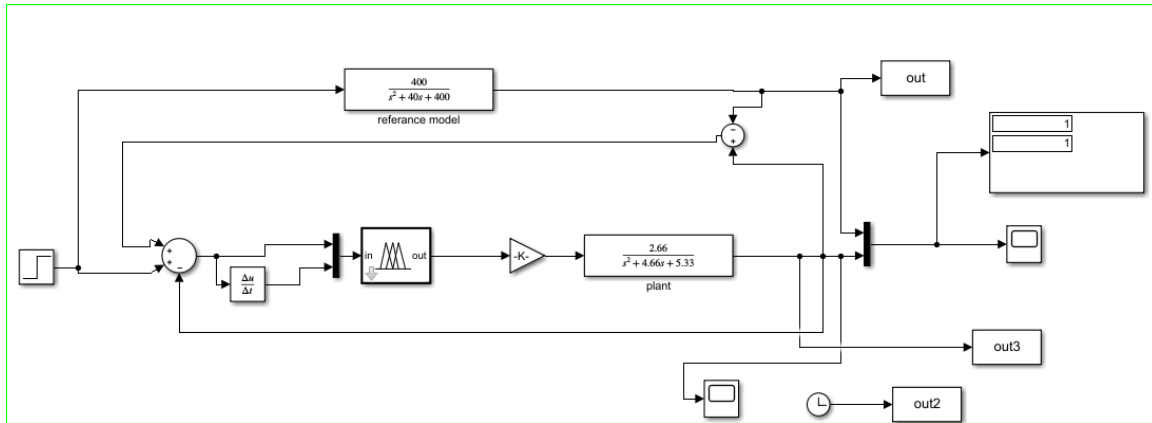 400
s² + 40s + 400
referance model
out
−
+
1
1
+
+
−
Δu
Δt
in
out
-K-
2.66
s² + 4.66s + 5.33
plant
out3
out2